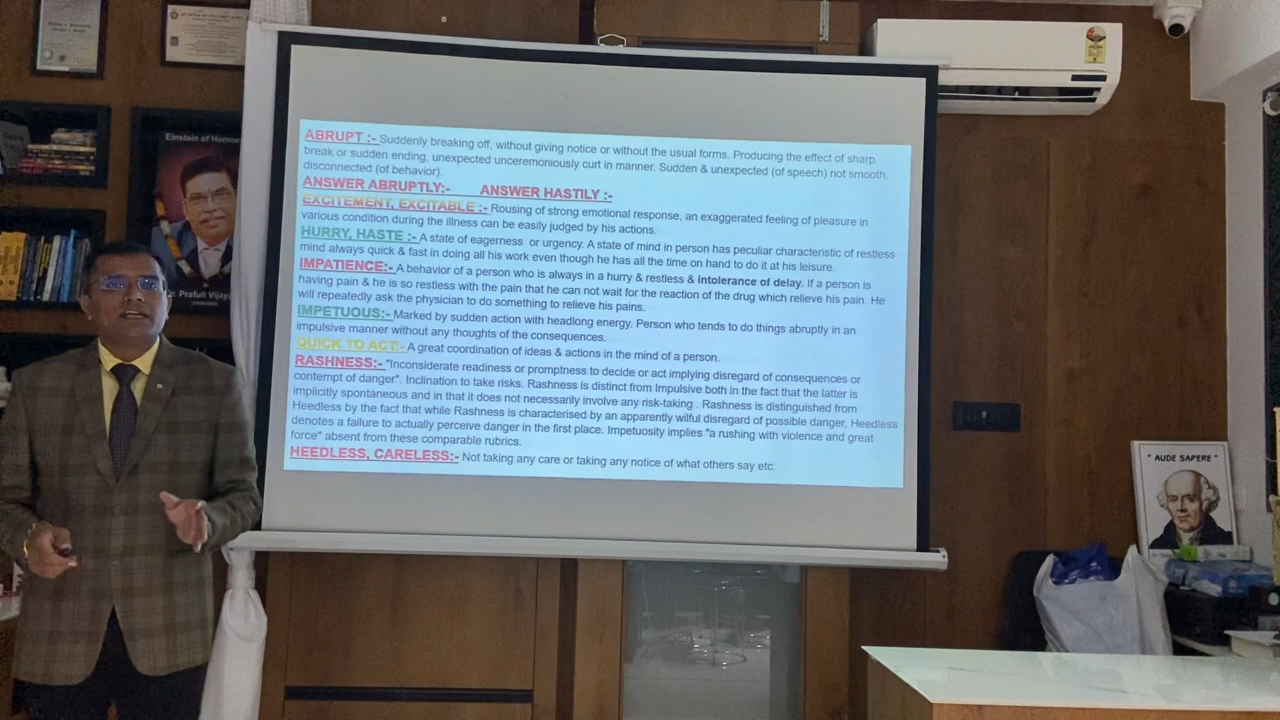 Einstein of Homoe
Dr. Prafull Vijay
ABRUPT :- Suddenly breaking off, without giving notice or without the usual forms. Producing the effect of sharp
break or sudden ending, unexpected unceremoniously curt in manner. Sudden & unexpected (of speech) not smooth,
disconnected (of behavior).
ANSWER ABRUPTLY:- ANSWER HASTILY :-
EXCITEMENT, EXCITABLE :- Rousing of strong emotional response, an exaggerated feeling of pleasure in
various condition during the illness can be easily judged by his actions.
HURRY, HASTE :- A state of eagerness or urgency. A state of mind in person has peculiar characteristic of restless
mind always quick & fast in doing all his work even though he has all the time on hand to do it at his leisure.
IMPATIENCE:- A behavior of a person who is always in a hurry & restless & Intolerance of delay. If a person is
having pain & he is so restless with the pain that he can not wait for the reaction of the drug which relieve his pain. He
will repeatedly ask the physician to do something to relieve his pains.
IMPETUOUS:- Marked by sudden action with headlong energy. Person who tends to do things abruptly in an
impulsive manner without any thoughts of the consequences.
QUICK TO ACT:- A great coordination of ideas & actions in the mind of a person.
RASHNESS:- "Inconsiderate readiness or promptness to decide or act implying disregard of consequences or
contempt of danger". Inclination to take risks. Rashness is distinct from Impulsive both in the fact that the latter is
implicitly spontaneous and in that it does not necessarily involve any risk-taking . Rashness is distinguished from
Heedless by the fact that while Rashness is characterised by an apparently wilful disregard of possible danger, Heedless
denotes a failure to actually perceive danger in the first place. Impetuosity implies "a rushing with violence and great
force" absent from these comparable rubrics.
HEEDLESS, CARELESS:- Not taking any care or taking any notice of what others say etc.
" AUDE SAPERE "